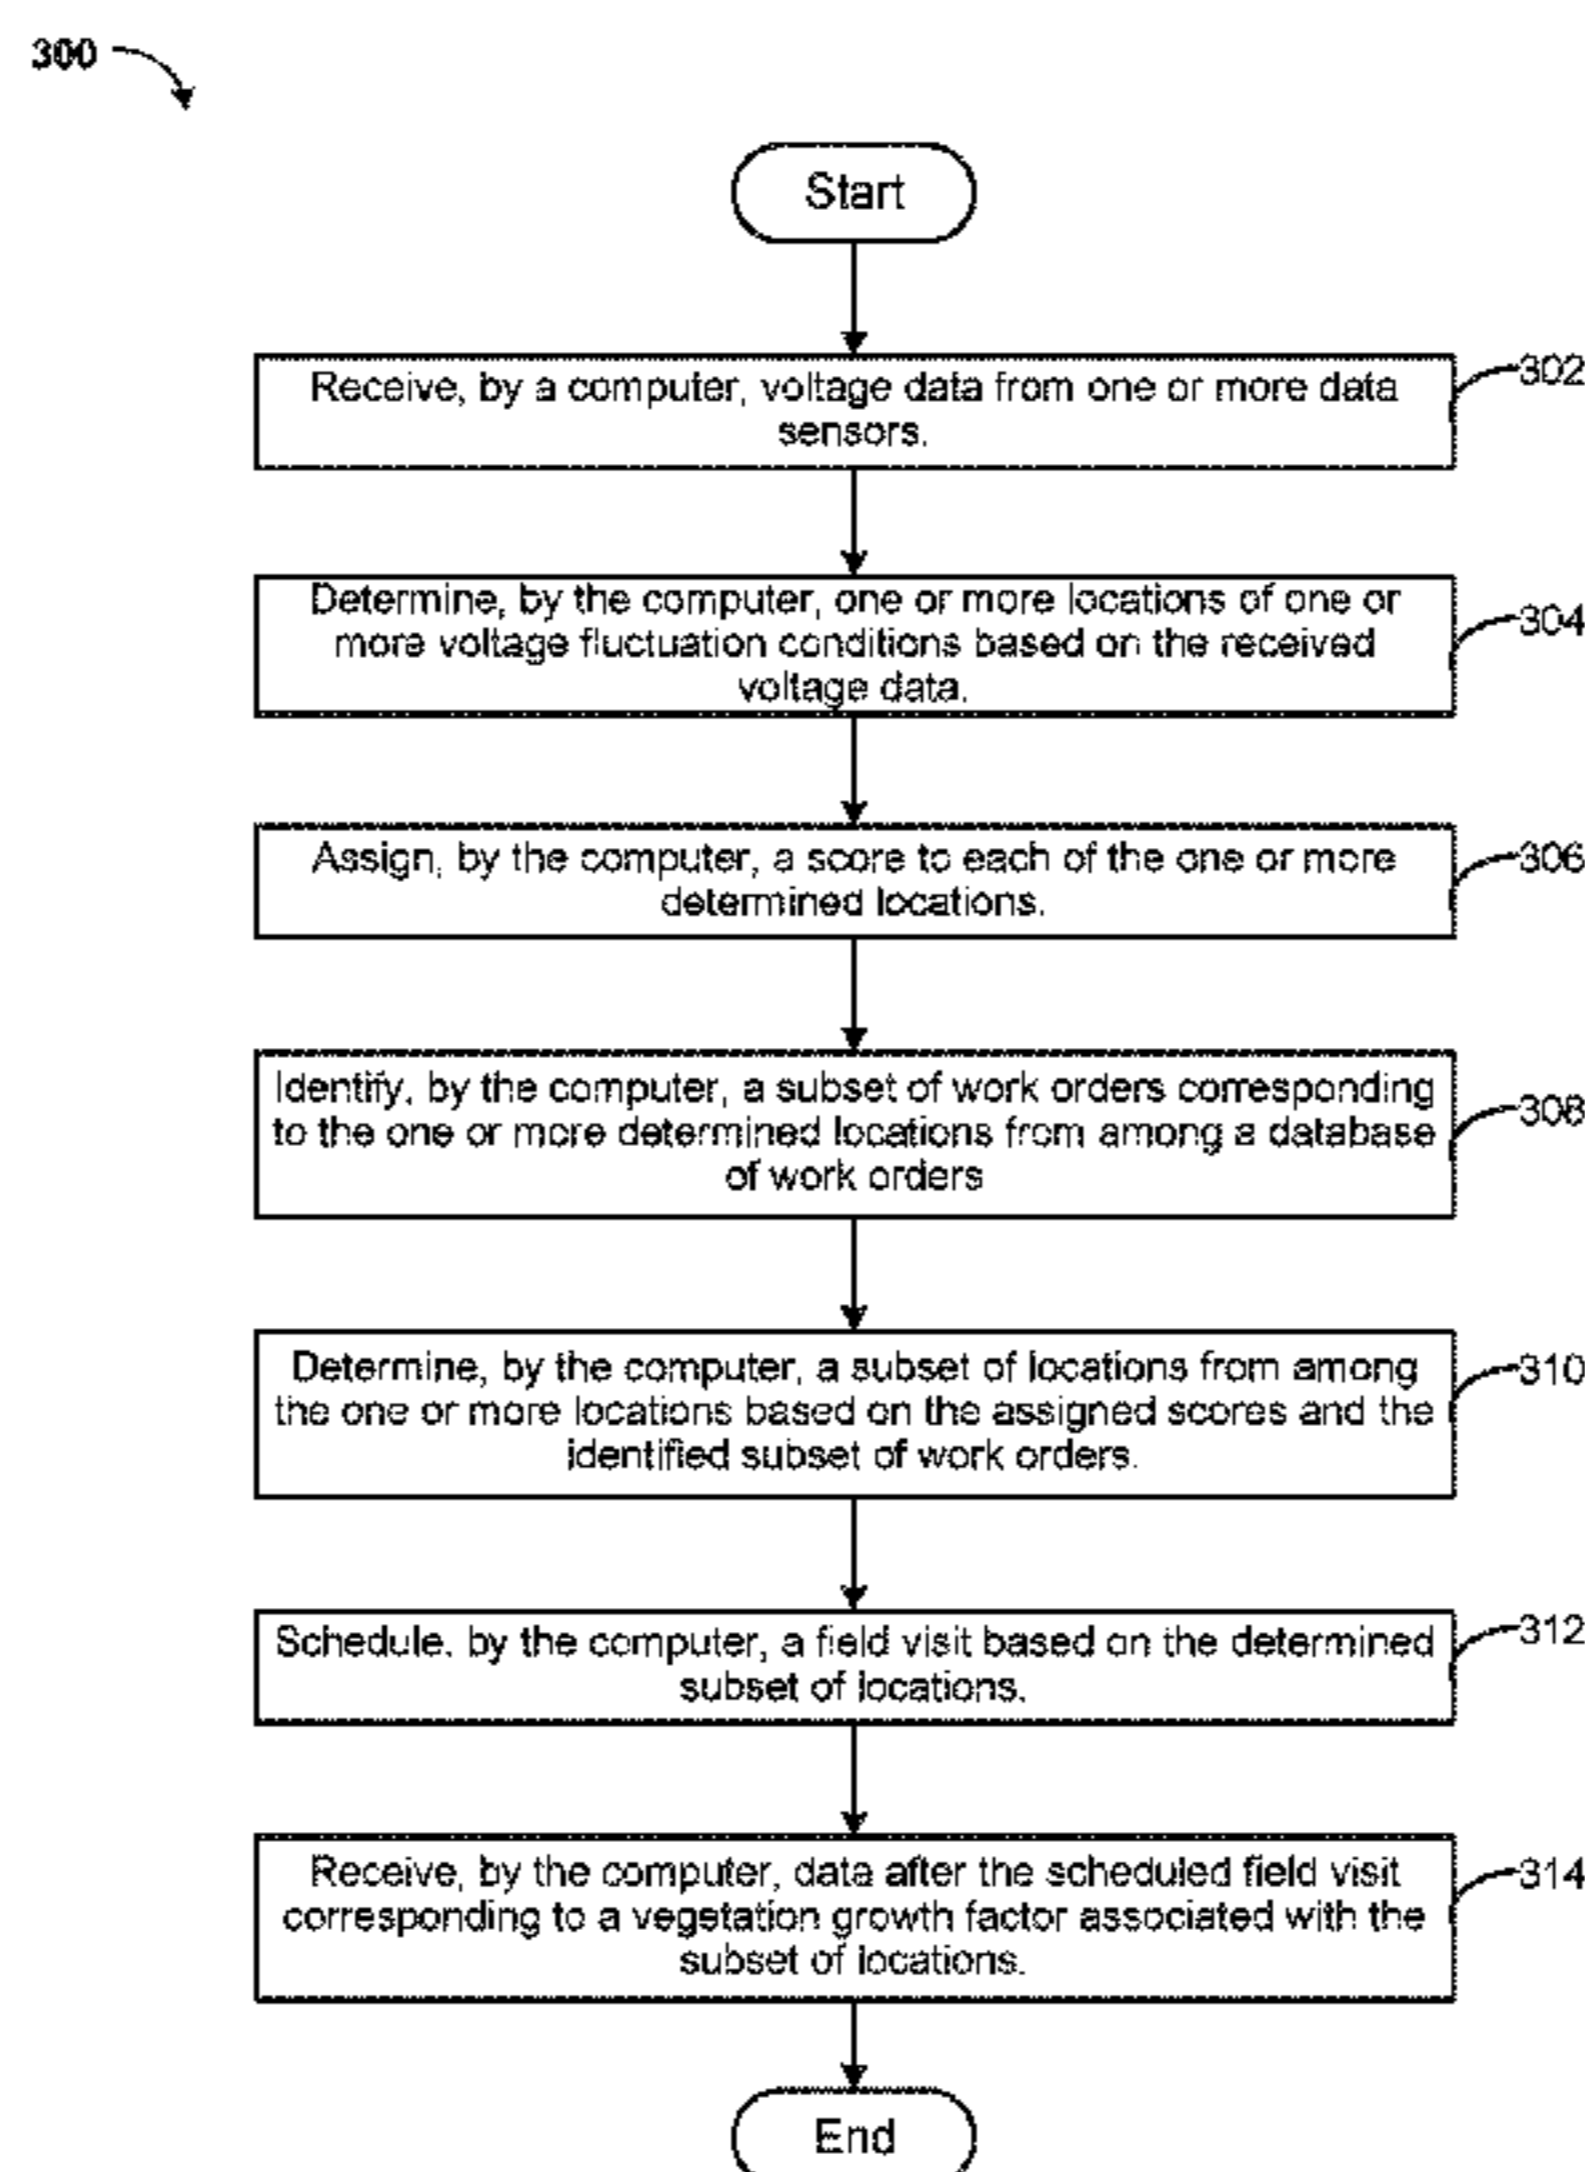 300
Start
Receive, by a computer, voltage data from one or more data
sensors.
302
Determine, by the computer, one or more locations of one or
more voltage fluctuation conditions based on the received
voltage data.
304
Assign, by the computer, a score to each of the one or more
determined locations.
306
Identify, by the computer, a subset of work orders corresponding
to the one or more determined locations from among a database
of work orders
308
Determine, by the computer, a subset of locations from among
the one or more locations based on the assigned scores and the
identified subset of work orders.
310
Schedule, by the computer, a field visit based on the determined
subset of locations.
312
Receive, by the computer, data after the scheduled field visit
corresponding to a vegetation growth factor associated with the
subset of locations.
314
End